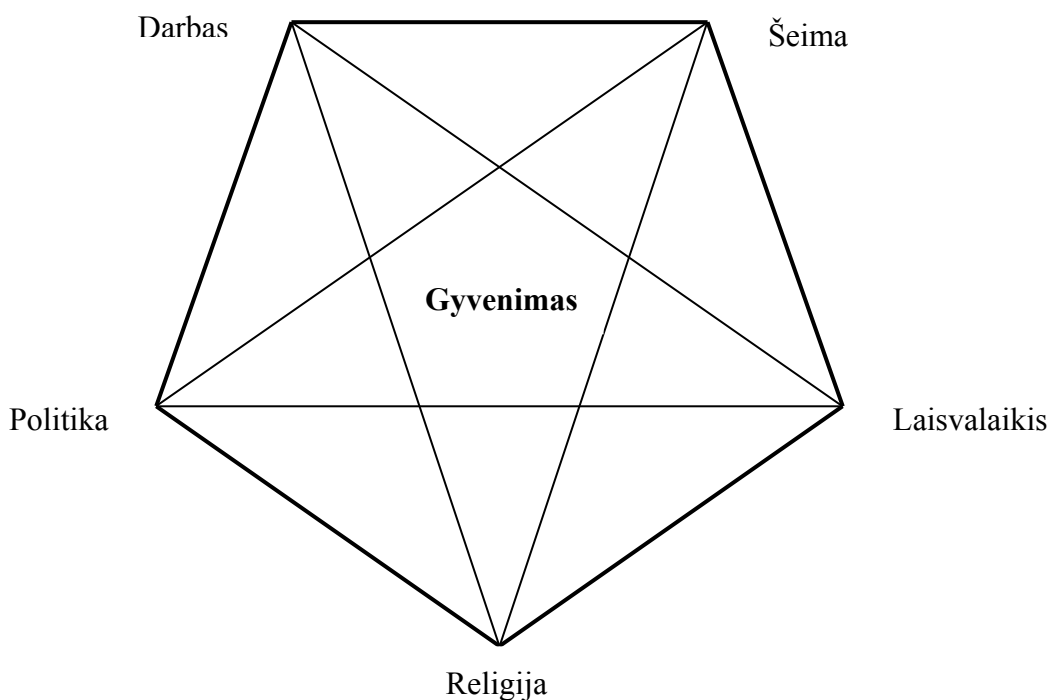 Darbas
Šeima
Gyvenimas
Politika
Laisvalaikis
Religija